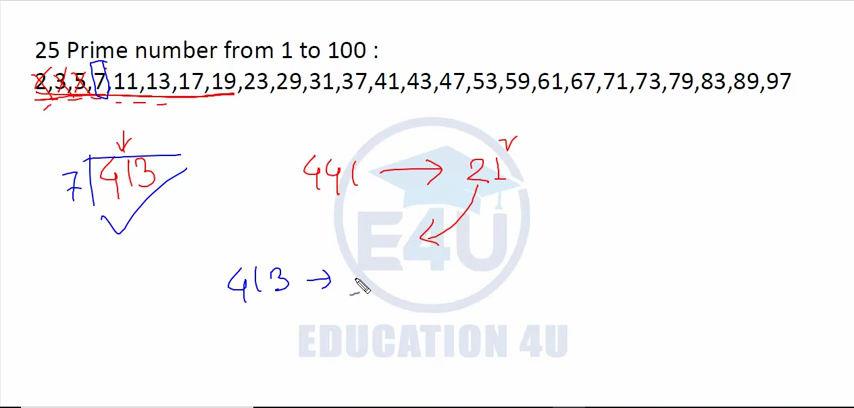 25 Prime number from 1 to 100 :
2,3,5,7,11,13,17,19,23,29,31,37,41,43,47,53,59,61,67,71,73,79,83,89,97
7 413
441 → 21
E4U
413 →
EDUCATION 4U